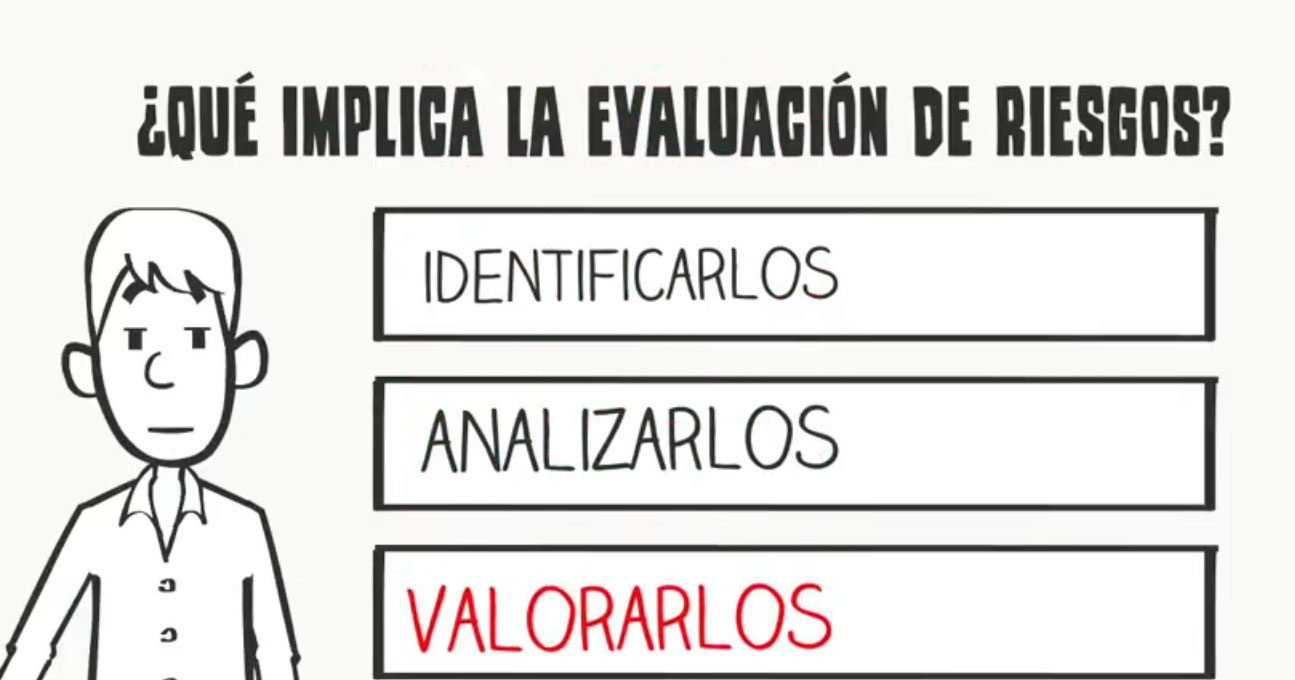 ¿QUÉ IMPLICA LA EVALUACIÓN DE RIESGOS?
IDENTIFICARLOS
ANALIZARLOS
VALORARLOS